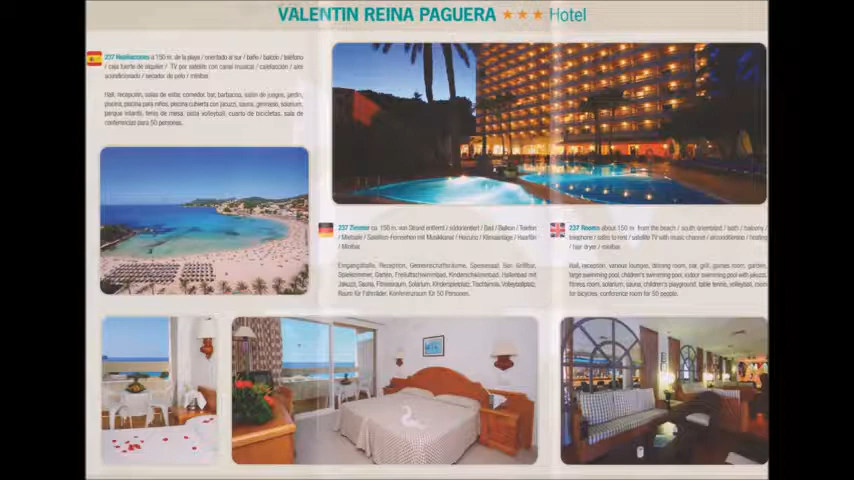 VALENTIN REINA PAGUERA ★★★ Hotel
237 Habitaciones a 150 m. de la playa / orientado al sur / baño / balcón / teléfono
/ caja fuerte de alquiler / TV por satélite con canal musical / calefacción / aire
acondicionado / secador de pelo / minibar
Hall, recepción, salas de estar, comedor, bar, barbacoa, salón de juegos, jardín,
piscina, piscina para niños, piscina cubierta con jacuzzi, sauna, gimnasio, solarium,
parque infantil, tenis de mesa, pista volleyball, cuarto de bicicletas, sala de
conferencias para 50 personas.
237 Zimmer ca. 150 m. von Strand entfernt / südorientiert / Bad / Balkon / Telefon
/ Mietsafe / Satelliten-Fernsehen mit Musikkanal / Heizung / Klimaanlage / Haarfön
/ Minibar
Eingangshalle, Rezeption, Gemeinschaftsräume, Speisesaal, Bar, Grillbar,
Spielzimmer, Garten, Freiluftschwimmbad, Kinderschwimmbad, Hallenbad mit
Jakuzzi, Sauna, Fitnessraum, Solarium, Kinderspielplatz, Tischtennis, Volleyballplatz,
Raum für Fahrräder, Konferenzraum für 50 Personen.
237 Rooms about 150 m from the beach / south orientated / bath / balcony /
telephone / safes to rent / satellite TV with music channel / airconditioned / heating
/ hair dryer / minibar
Hall, reception, various lounges, dinning room, bar, grill, games room, garden,
large swimming pool, children's swimming pool, indoor swimming pool with jakuzzi,
fitness room, solarium, sauna, children's playground, table tennis, volleyball, room
for bicycles, conference room for 50 people.